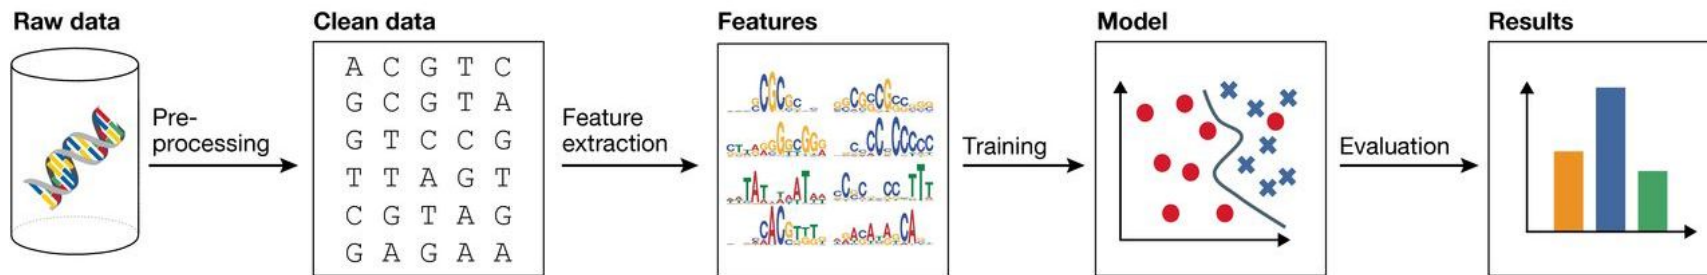 Raw data
Pre-
processing
Clean data
A C G T C
G C G T A
G T C C G
T T A G T
C G T A G
G A G A A
Feature
extraction
Features
Training
Model
Evaluation
Results